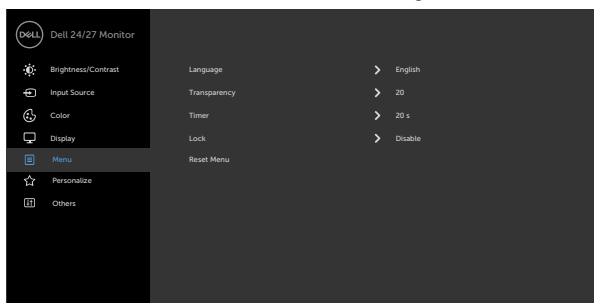 DELL Dell 24/27 Monitor
Brightness/Contrast Language English
Input Source Transparency 20
Color Timer 20 s
Display Lock Disable
Menu Reset Menu
Personalize
Others